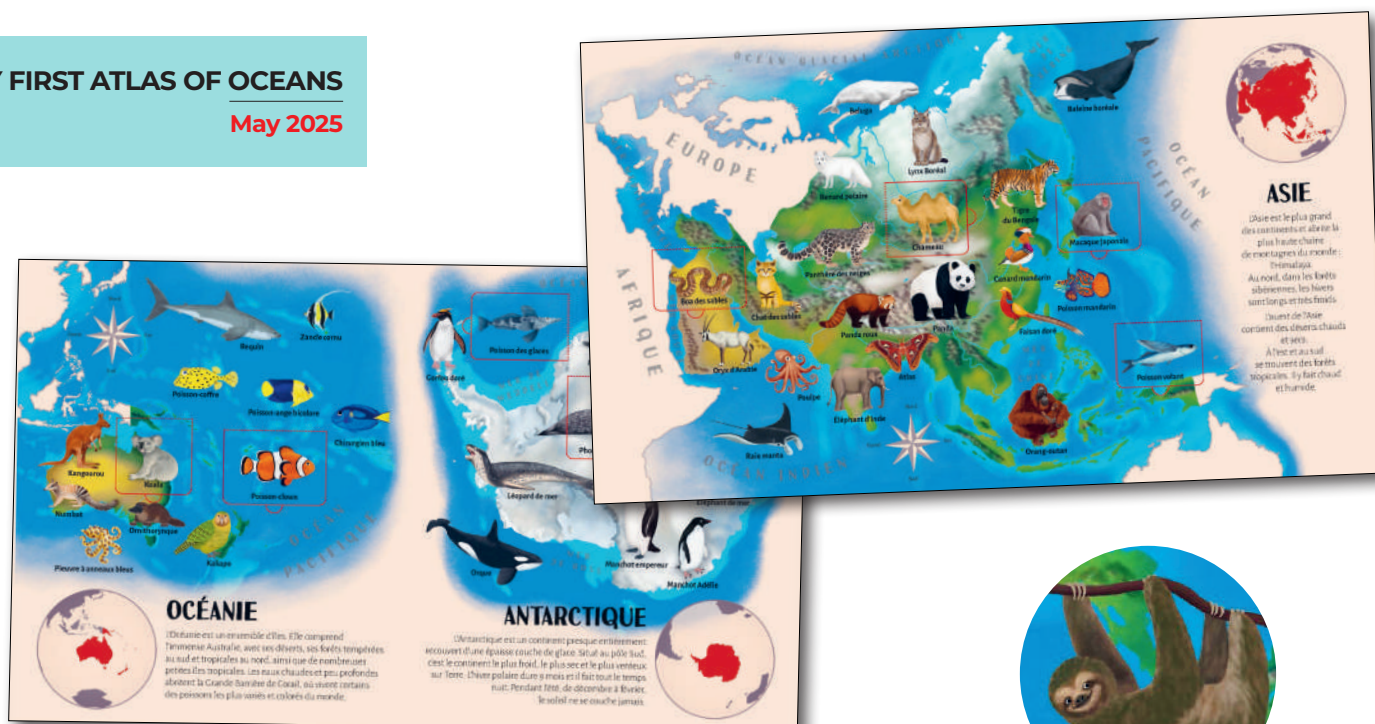 FIRST ATLAS OF OCEANS
May 2025
OCÉAN GLACIAL ARCTIQUE
EUROPE
AFRIQUE
OCÉAN
PACIFIQUE
OCÉAN INDIEN
Béluga
Baleine boréale
Lynx Boréal
Renard polaire
Tigre
du Bengale
Chameau
Macaque japonais
Panthère des neiges
Canard mandarin
Boa des sables
Chat des sables
Poisson mandarin
Panda roux
Panda
Faisan doré
Oryx d'Arabie
Atlas
Poulpe
Éléphant d'Inde
Poisson volant
Raie manta
Orang-outan
ASIE
L'Asie est le plus grand
des continents et abrite la
plus haute chaîne
de montagnes du monde :
l'Himalaya.
Au nord, dans les forêts
sibériennes, les hivers
sont longs et très froids.
L'ouest de l'Asie
contient des déserts chauds
et secs.
À l'est et au sud
se trouvent des forêts
tropicales. Il y fait chaud
et humide.
Requin
Zancle cornu
Poisson-coffre
Poisson-ange bicolore
Chirurgien bleu
Kangourou
Koala
Poisson-clown
Numbat
Ornithorynque
Kakapo
Pieuvre à anneaux bleus
OCÉAN
PACIFIQUE
Gorfou doré
Poisson des glaces
Pho
Léopard de mer
Éléphant de mer
Orque
Manchot empereur
Manchot Adélie
OCÉANIE
L'Océanie est un ensemble d'îles. Elle comprend
l'immense Australie, avec ses déserts, ses forêts tempérées
au sud et tropicales au nord, ainsi que de nombreuses
petites îles tropicales. Les eaux chaudes et peu profondes
abritent la Grande Barrière de Corail, où vivent certains
des poissons les plus variés et colorés du monde.
ANTARCTIQUE
L'Antarctique est un continent presque entièrement
recouvert d'une épaisse couche de glace. Situé au pôle Sud,
c'est le continent le plus froid, le plus sec et le plus venteux
sur Terre. L'hiver polaire dure 9 mois et il fait tout le temps
nuit. Pendant l'été, de décembre à février,
le soleil ne se couche jamais.